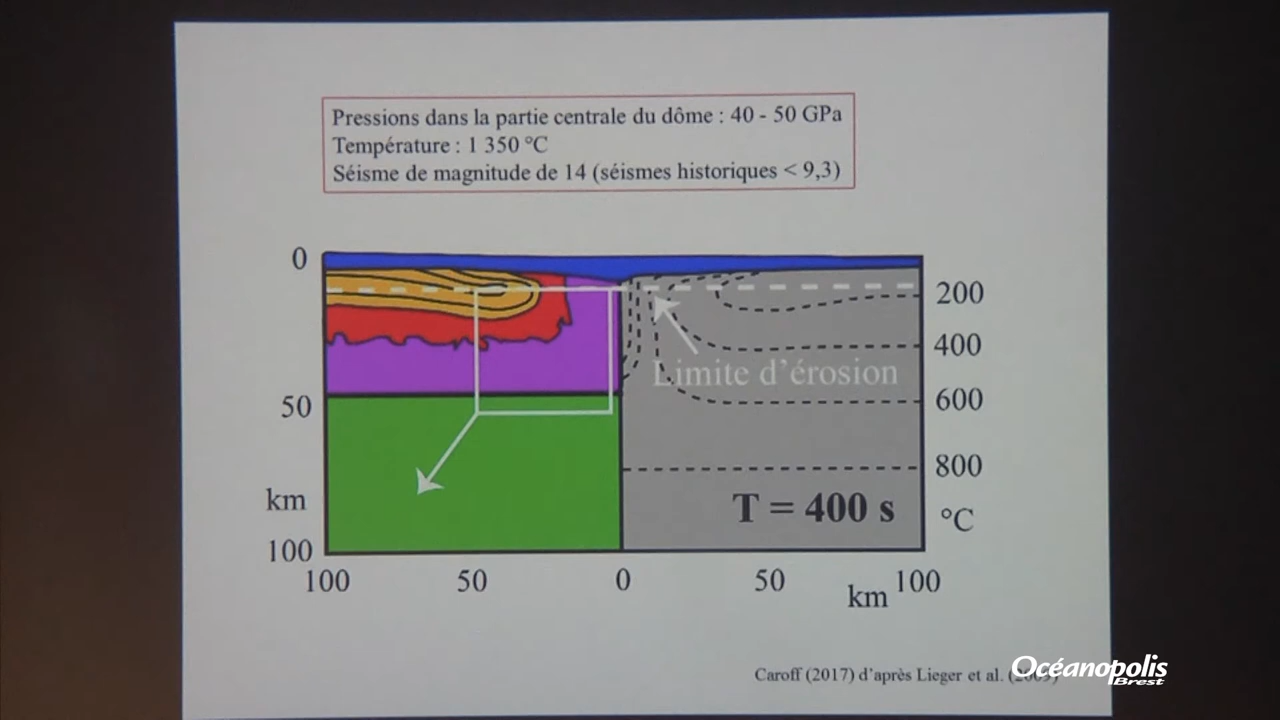 Pressions dans la partie centrale du dôme : 40 - 50 GPa
Température : 1 350 °C
Séisme de magnitude de 14 (séismes historiques < 9,3)
0
200
400
Limite d'érosion
600
50
800
km
T = 400 s
°C
100
100
50
0
50
100
km
Caroff (2017) d'après Lieger et al.
Océanopolis
Brest